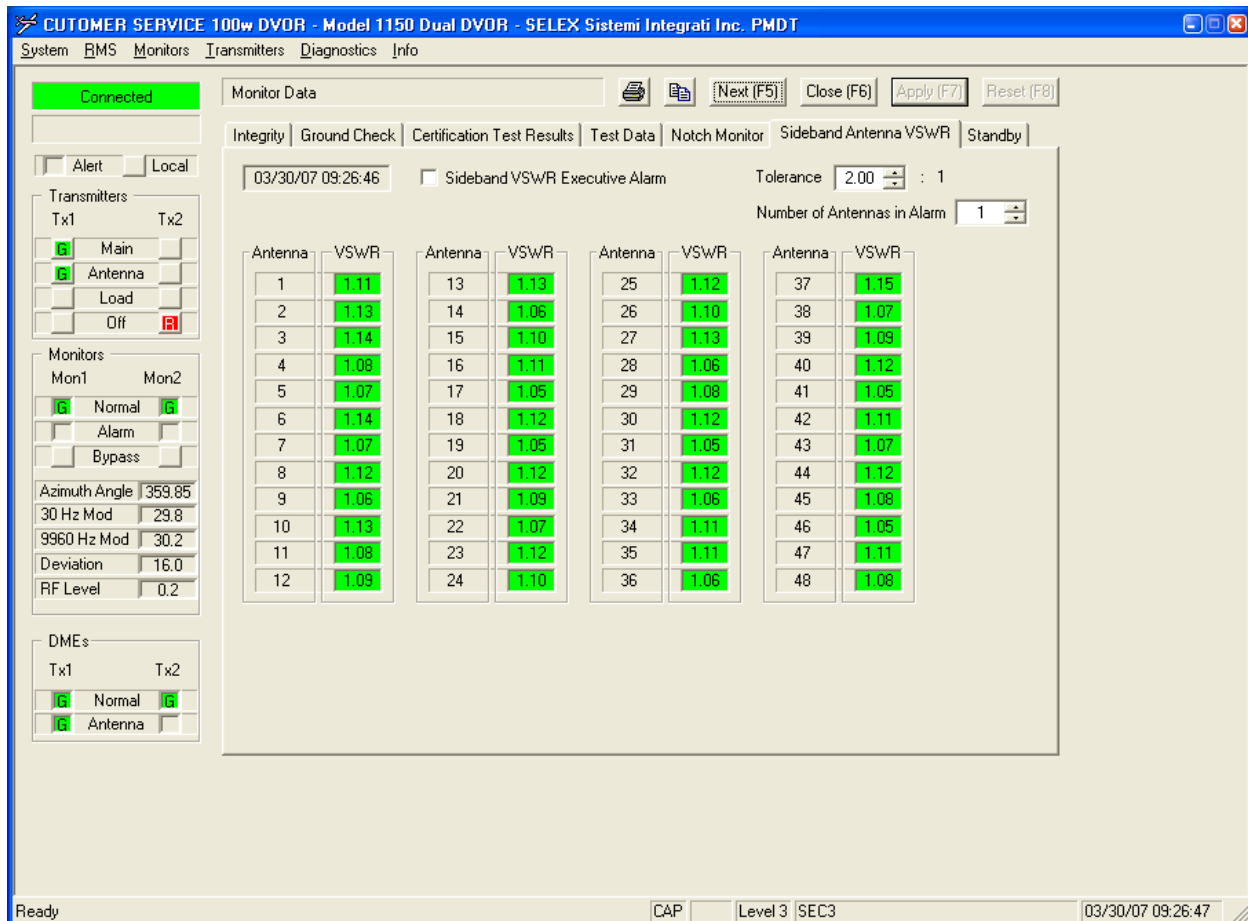 CUTOMER SERVICE 100w DVOR - Model 1150 Dual DVOR - SELEX Sistemi Integrati Inc. PMDT
System RMS Monitors Transmitters Diagnostics Info
Connected
Monitor Data
Next (F5) Close (F6) Apply (F7) Reset (F8)
Integrity Ground Check Certification Test Results Test Data Notch Monitor Sideband Antenna VSWR Standby
Alert Local
03/30/07 09:26:46 Sideband VSWR Executive Alarm Tolerance 2.00 : 1
Number of Antennas in Alarm 1
Transmitters
Tx1 Tx2
G Main
G Antenna
Load
Off R
Monitors
Mon1 Mon2
G Normal G
Alarm
Bypass
Azimuth Angle 359.85
30 Hz Mod 29.8
9960 Hz Mod 30.2
Deviation 16.0
RF Level 0.2
DMEs
Tx1 Tx2
G Normal G
G Antenna
Antenna VSWR Antenna VSWR Antenna VSWR Antenna VSWR
1 1.11 13 1.13 25 1.12 37 1.15
2 1.13 14 1.06 26 1.10 38 1.07
3 1.14 15 1.10 27 1.13 39 1.09
4 1.08 16 1.11 28 1.06 40 1.12
5 1.07 17 1.05 29 1.08 41 1.05
6 1.14 18 1.12 30 1.12 42 1.11
7 1.07 19 1.05 31 1.05 43 1.07
8 1.12 20 1.12 32 1.12 44 1.12
9 1.06 21 1.09 33 1.06 45 1.08
10 1.13 22 1.07 34 1.11 46 1.05
11 1.08 23 1.12 35 1.11 47 1.11
12 1.09 24 1.10 36 1.06 48 1.08
Ready CAP Level 3 SEC3 03/30/07 09:26:47